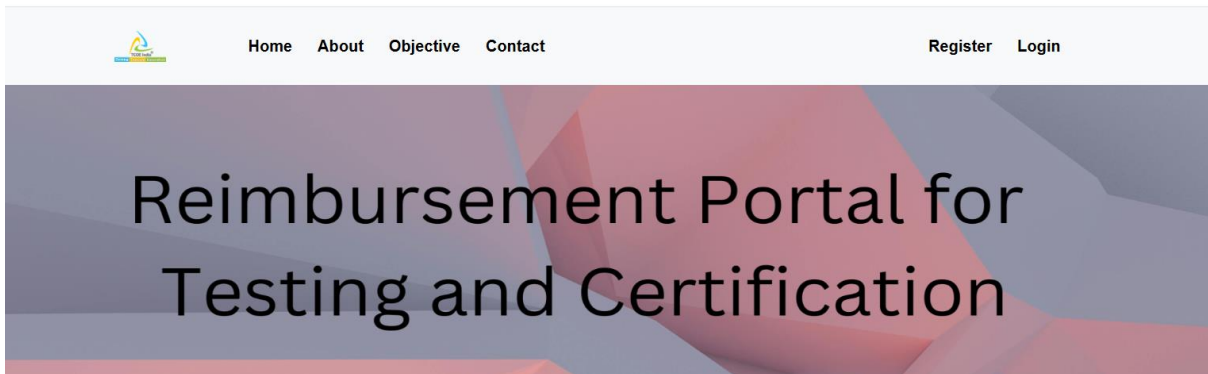 Home About Objective Contact Register Login
Reimbursement Portal for
Testing and Certification